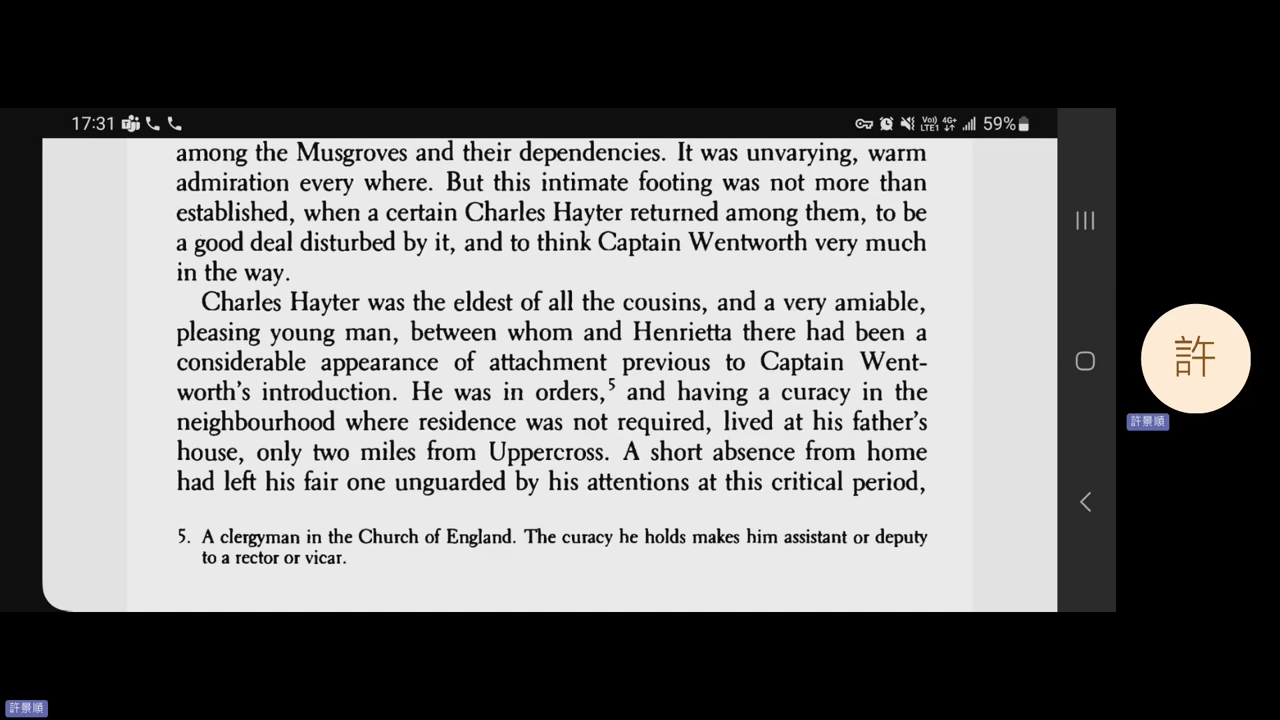 17:31
Vo) 4G+ 59%
LTE1
among the Musgroves and their dependencies. It was unvarying, warm
admiration every where. But this intimate footing was not more than
established, when a certain Charles Hayter returned among them, to be
a good deal disturbed by it, and to think Captain Wentworth very much
in the way.
Charles Hayter was the eldest of all the cousins, and a very amiable,
pleasing young man, between whom and Henrietta there had been a
considerable appearance of attachment previous to Captain Went-
worth's introduction. He was in orders,5 and having a curacy in the
neighbourhood where residence was not required, lived at his father's
house, only two miles from Uppercross. A short absence from home
had left his fair one unguarded by his attentions at this critical period,
5. A clergyman in the Church of England. The curacy he holds makes him assistant or deputy
to a rector or vicar.
許
許景順
許景順